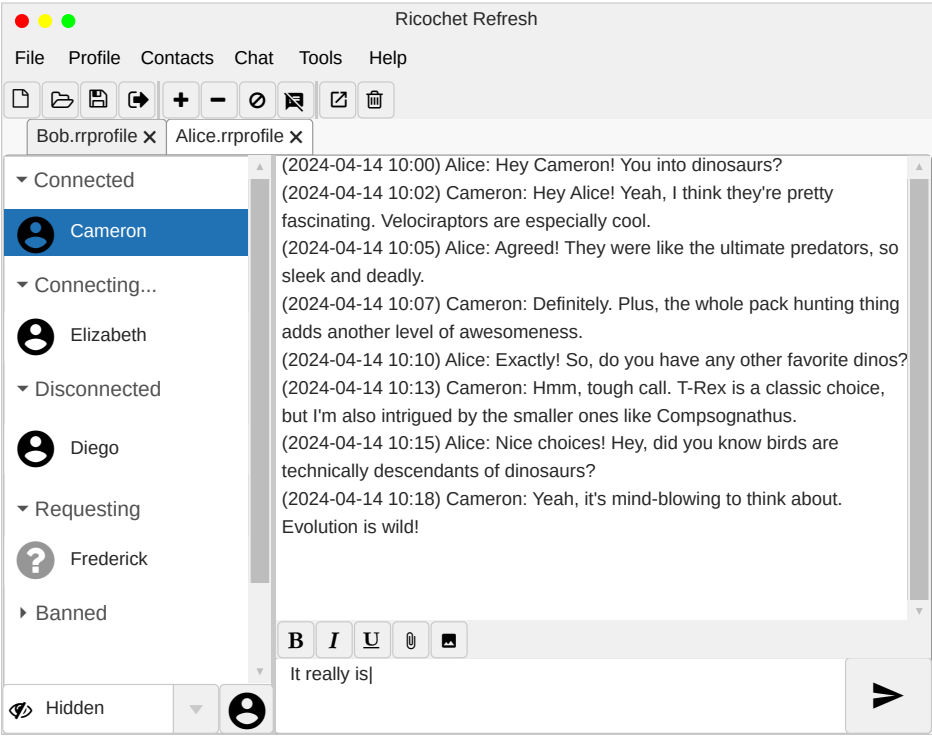 Ricochet Refresh
File Profile Contacts Chat Tools Help
Bob.rrprofile Alice.rrprofile
Connected
Cameron
Connecting...
Elizabeth
Disconnected
Diego
Requesting
Frederick
Banned
Hidden
(2024-04-14 10:00) Alice: Hey Cameron! You into dinosaurs?
(2024-04-14 10:02) Cameron: Hey Alice! Yeah, I think they're pretty
fascinating. Velociraptors are especially cool.
(2024-04-14 10:05) Alice: Agreed! They were like the ultimate predators, so
sleek and deadly.
(2024-04-14 10:07) Cameron: Definitely. Plus, the whole pack hunting thing
adds another level of awesomeness.
(2024-04-14 10:10) Alice: Exactly! So, do you have any other favorite dinos?
(2024-04-14 10:13) Cameron: Hmm, tough call. T-Rex is a classic choice,
but I'm also intrigued by the smaller ones like Compsognathus.
(2024-04-14 10:15) Alice: Nice choices! Hey, did you know birds are
technically descendants of dinosaurs?
(2024-04-14 10:18) Cameron: Yeah, it's mind-blowing to think about.
Evolution is wild!
B I U
It really is